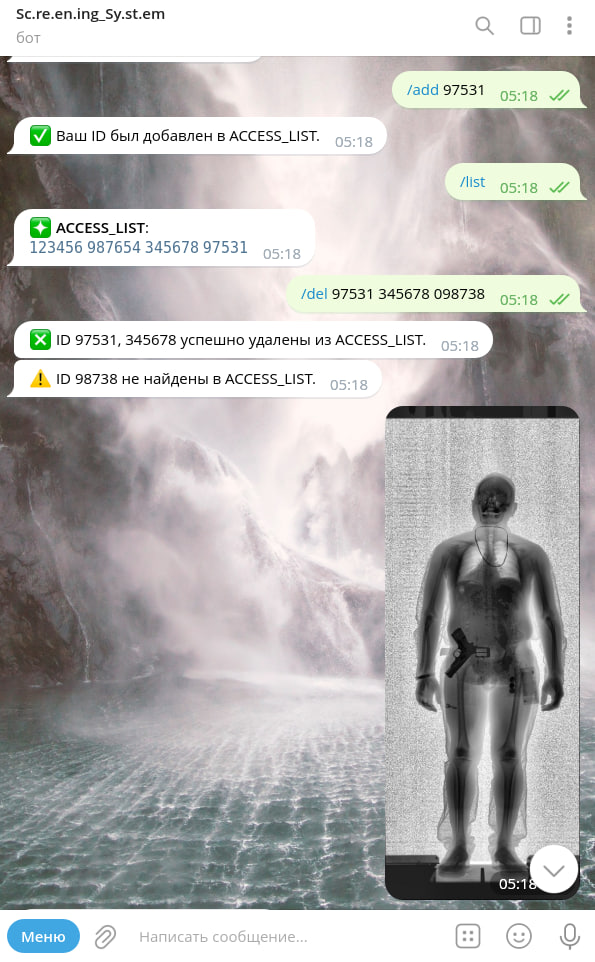 Sc.re.en.ing_Sy.st.em
бот
/add 97531 05:18
Ваш ID был добавлен в ACCESS_LIST. 05:18
/list 05:18
ACCESS_LIST:
123456 987654 345678 97531 05:18
/del 97531 345678 098738 05:18
ID 97531, 345678 успешно удалены из ACCESS_LIST. 05:18
ID 98738 не найдены в ACCESS_LIST. 05:18
05:18
Меню Написать сообщение...